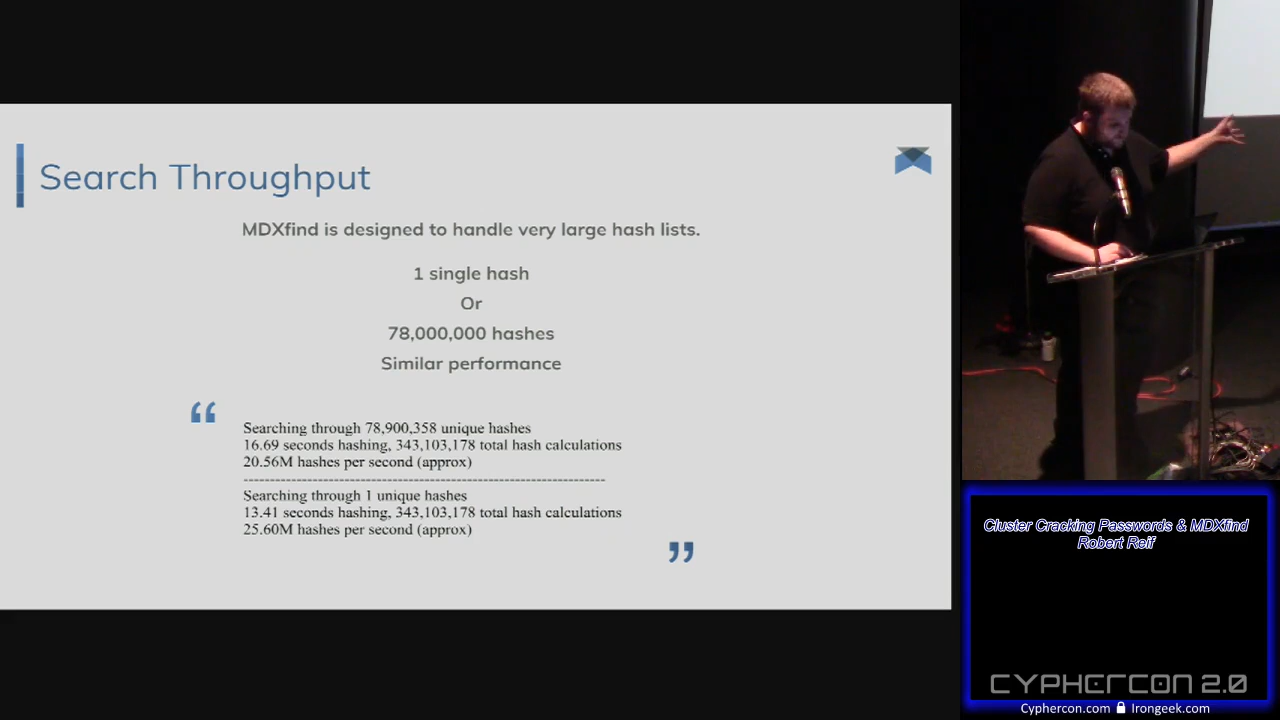 Search Throughput
MDXfind is designed to handle very large hash lists.
1 single hash
Or
78,000,000 hashes
Similar performance
“
Searching through 78,900,358 unique hashes
16.69 seconds hashing, 343,103,178 total hash calculations
20.56M hashes per second (approx)
-----------------------------------------------------------------
Searching through 1 unique hashes
13.41 seconds hashing, 343,103,178 total hash calculations
25.60M hashes per second (approx)
”
Cluster Cracking Passwords & MDXfind
Robert Reif
CYPHERCON 2.0
Cyphercon.com Irongeek.com